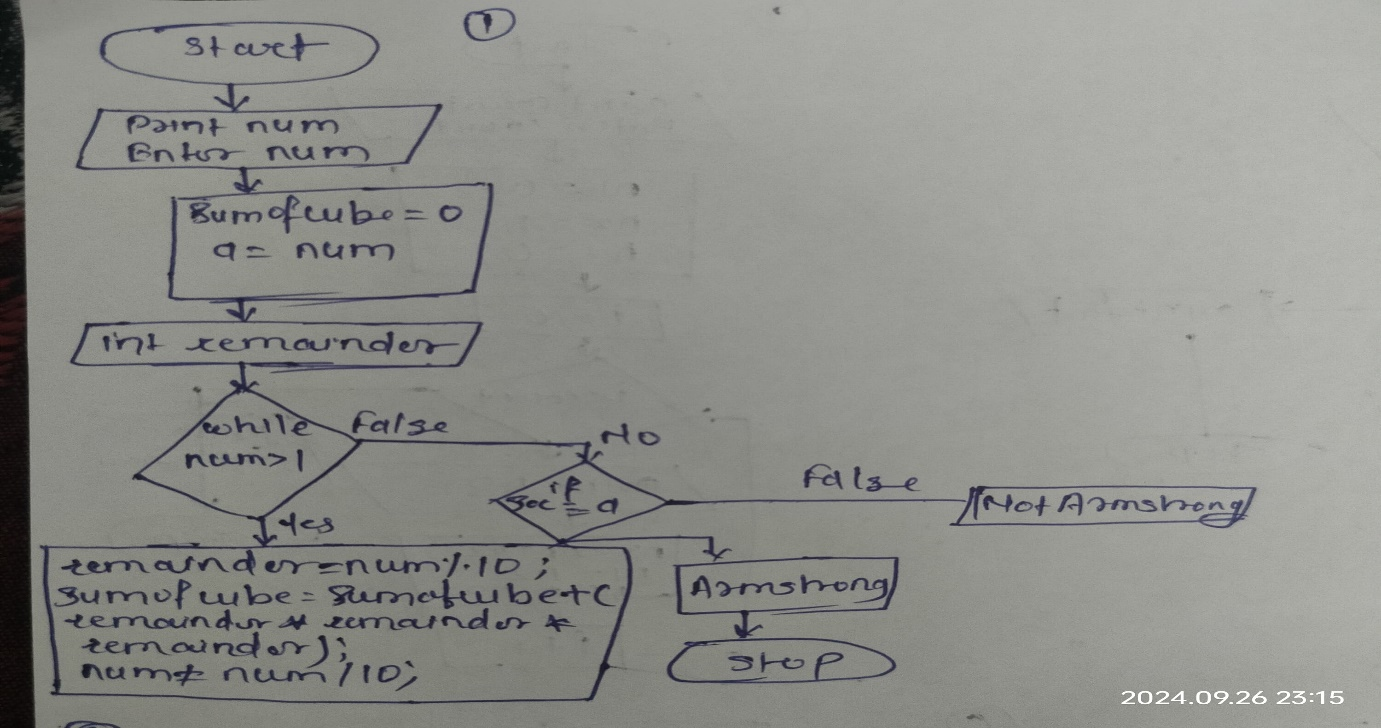 1
Start
Print num
Enter num
Sumofcube = 0
a = num
int remainder
while
num>1
False
No
if
soc = a
False
Not Armstrong
Yes
remainder=num%10;
sumofcube = sumofcube+(
remainder * remainder *
remainder);
num= num/10;
Armstrong
Stop
2024.09.26 23:15